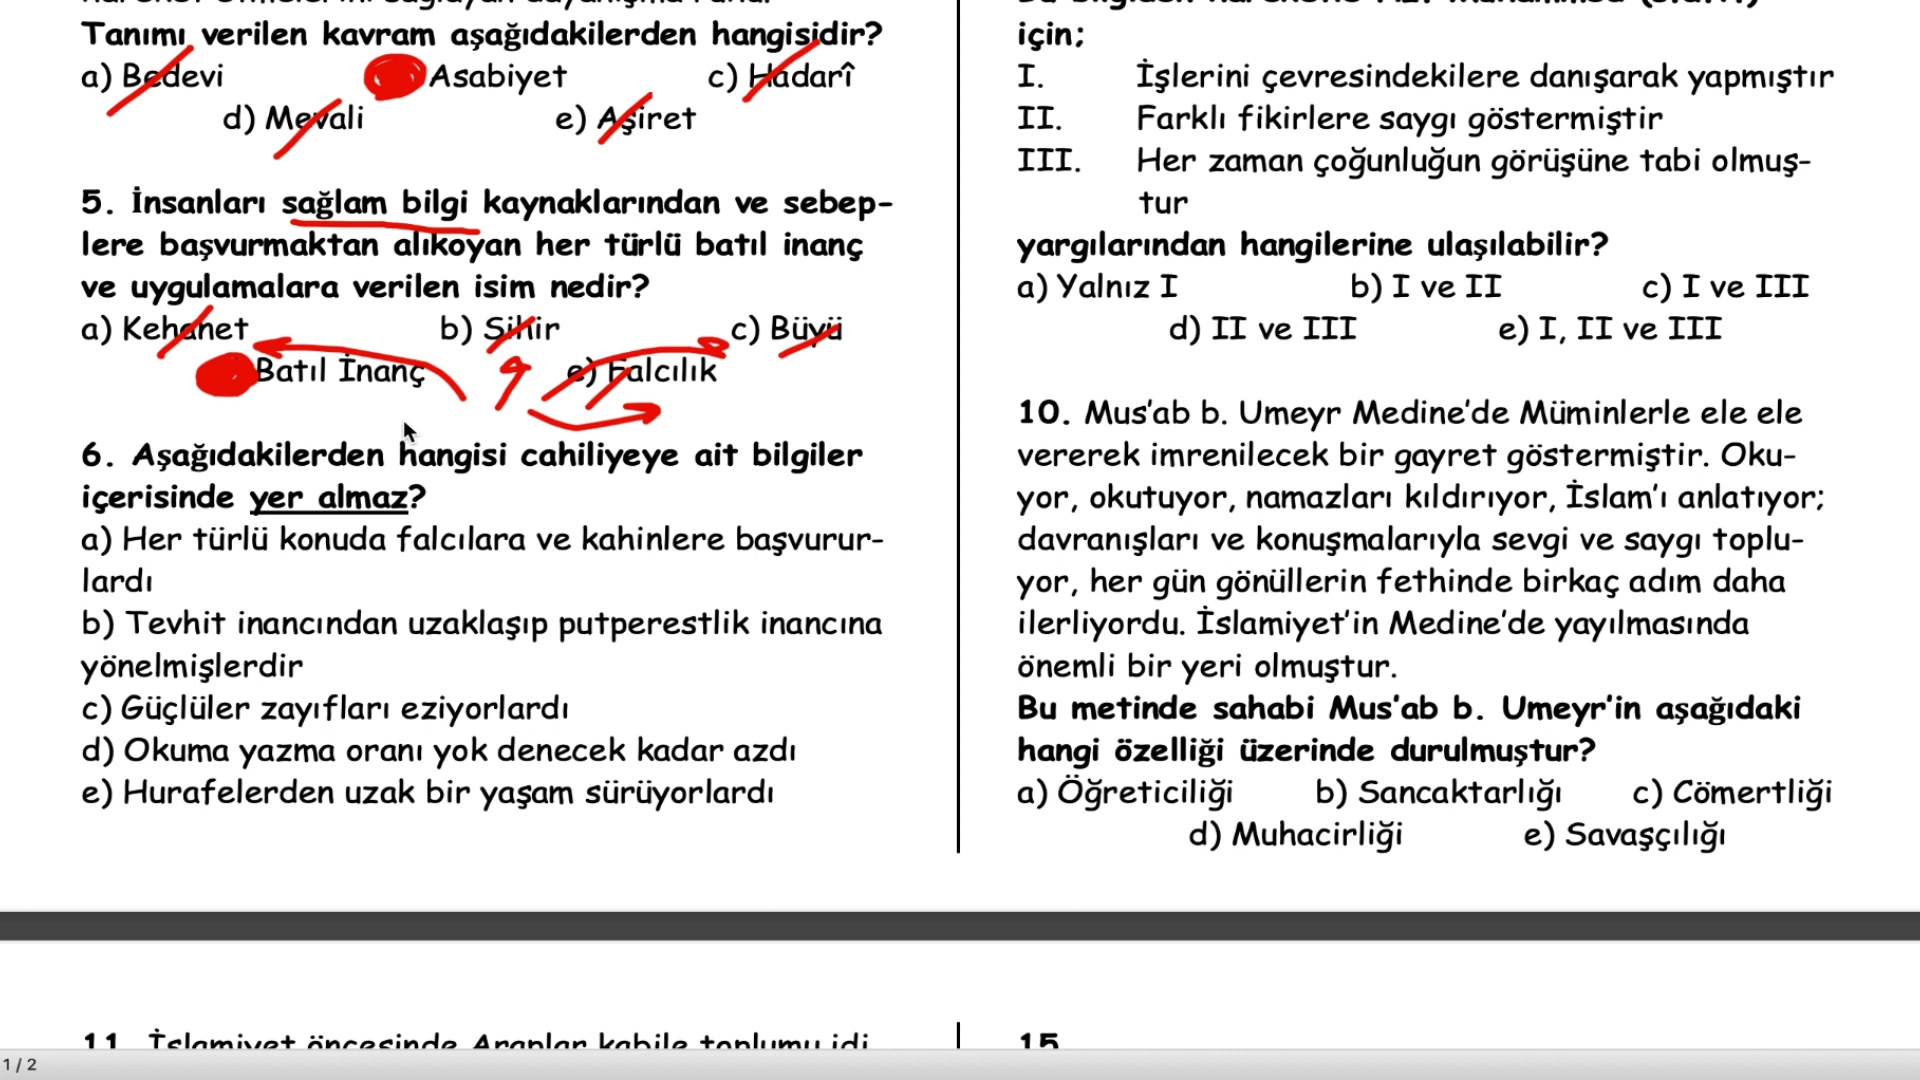 Tanımı verilen kavram aşağıdakilerden hangisidir?
a) Bedevi Asabiyet c) Hadarî
d) Mevali e) Aşiret
5. İnsanları sağlam bilgi kaynaklarından ve sebep-
lere başvurmaktan alıkoyan her türlü batıl inanç
ve uygulamalara verilen isim nedir?
a) Kehanet b) Sihir c) Büyü
Batıl İnanç e) Falcılık
6. Aşağıdakilerden hangisi cahiliyeye ait bilgiler
içerisinde yer almaz?
a) Her türlü konuda falcılara ve kahinlere başvurur-
lardı
b) Tevhit inancından uzaklaşıp putperestlik inancına
yönelmişlerdir
c) Güçlüler zayıfları eziyorlardı
d) Okuma yazma oranı yok denecek kadar azdı
e) Hurafelerden uzak bir yaşam sürüyorlardı
11. İslamiyet öncesinde Araplar kabile toplumu idi
için;
I. İşlerini çevresindekilere danışarak yapmıştır
II. Farklı fikirlere saygı göstermiştir
III. Her zaman çoğunluğun görüşüne tabi olmuş-
tur
yargılarından hangilerine ulaşılabilir?
a) Yalnız I b) I ve II c) I ve III
d) II ve III e) I, II ve III
10. Mus'ab b. Umeyr Medine'de Müminlerle ele ele
vererek imrenilecek bir gayret göstermiştir. Oku-
yor, okutuyor, namazları kıldırıyor, İslam'ı anlatıyor;
davranışları ve konuşmalarıyla sevgi ve saygı toplu-
yor, her gün gönüllerin fethinde birkaç adım daha
ilerliyordu. İslamiyet'in Medine'de yayılmasında
önemli bir yeri olmuştur.
Bu metinde sahabi Mus'ab b. Umeyr'in aşağıdaki
hangi özelliği üzerinde durulmuştur?
a) Öğreticiliği b) Sancaktarlığı c) Cömertliği
d) Muhacirliği e) Savaşçılığı
15
1 / 2